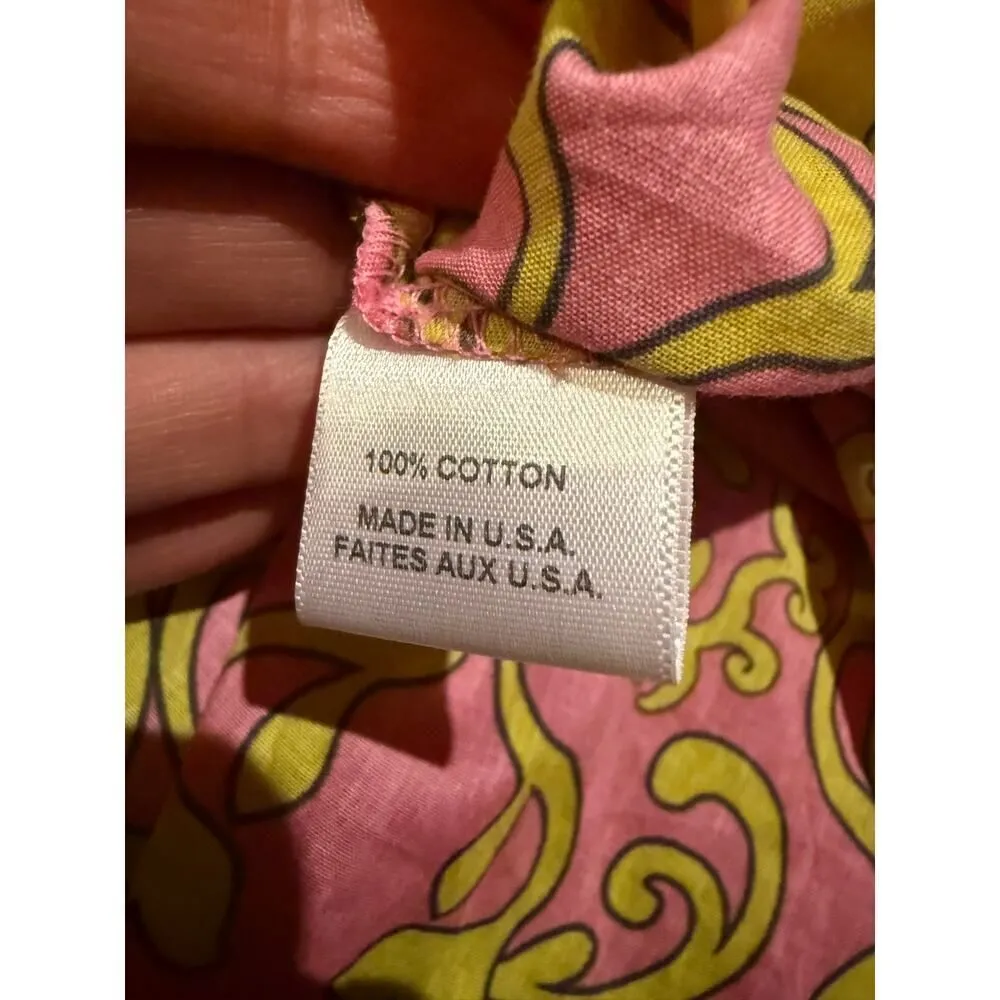 100% COTTON
MADE IN U.S.A.
FAITES AUX U.S.A.